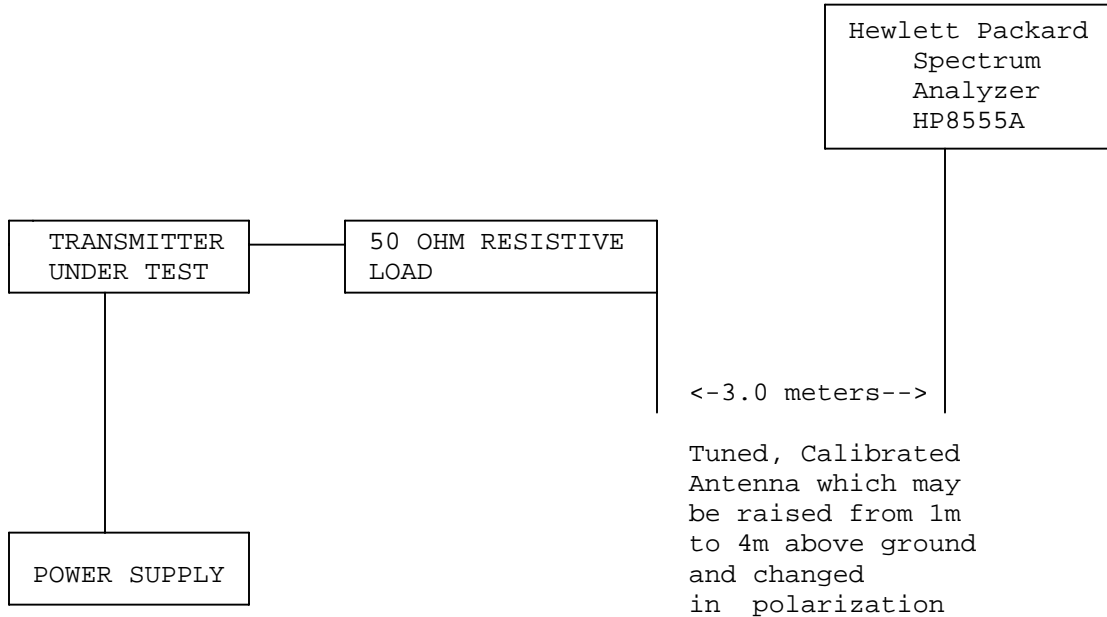 Hewlett Packard
Spectrum
Analyzer
HP8555A
TRANSMITTER
UNDER TEST
50 OHM RESISTIVE
LOAD
<-3.0 meters-->
Tuned, Calibrated
Antenna which may
be raised from 1m
to 4m above ground
and changed
in polarization
POWER SUPPLY